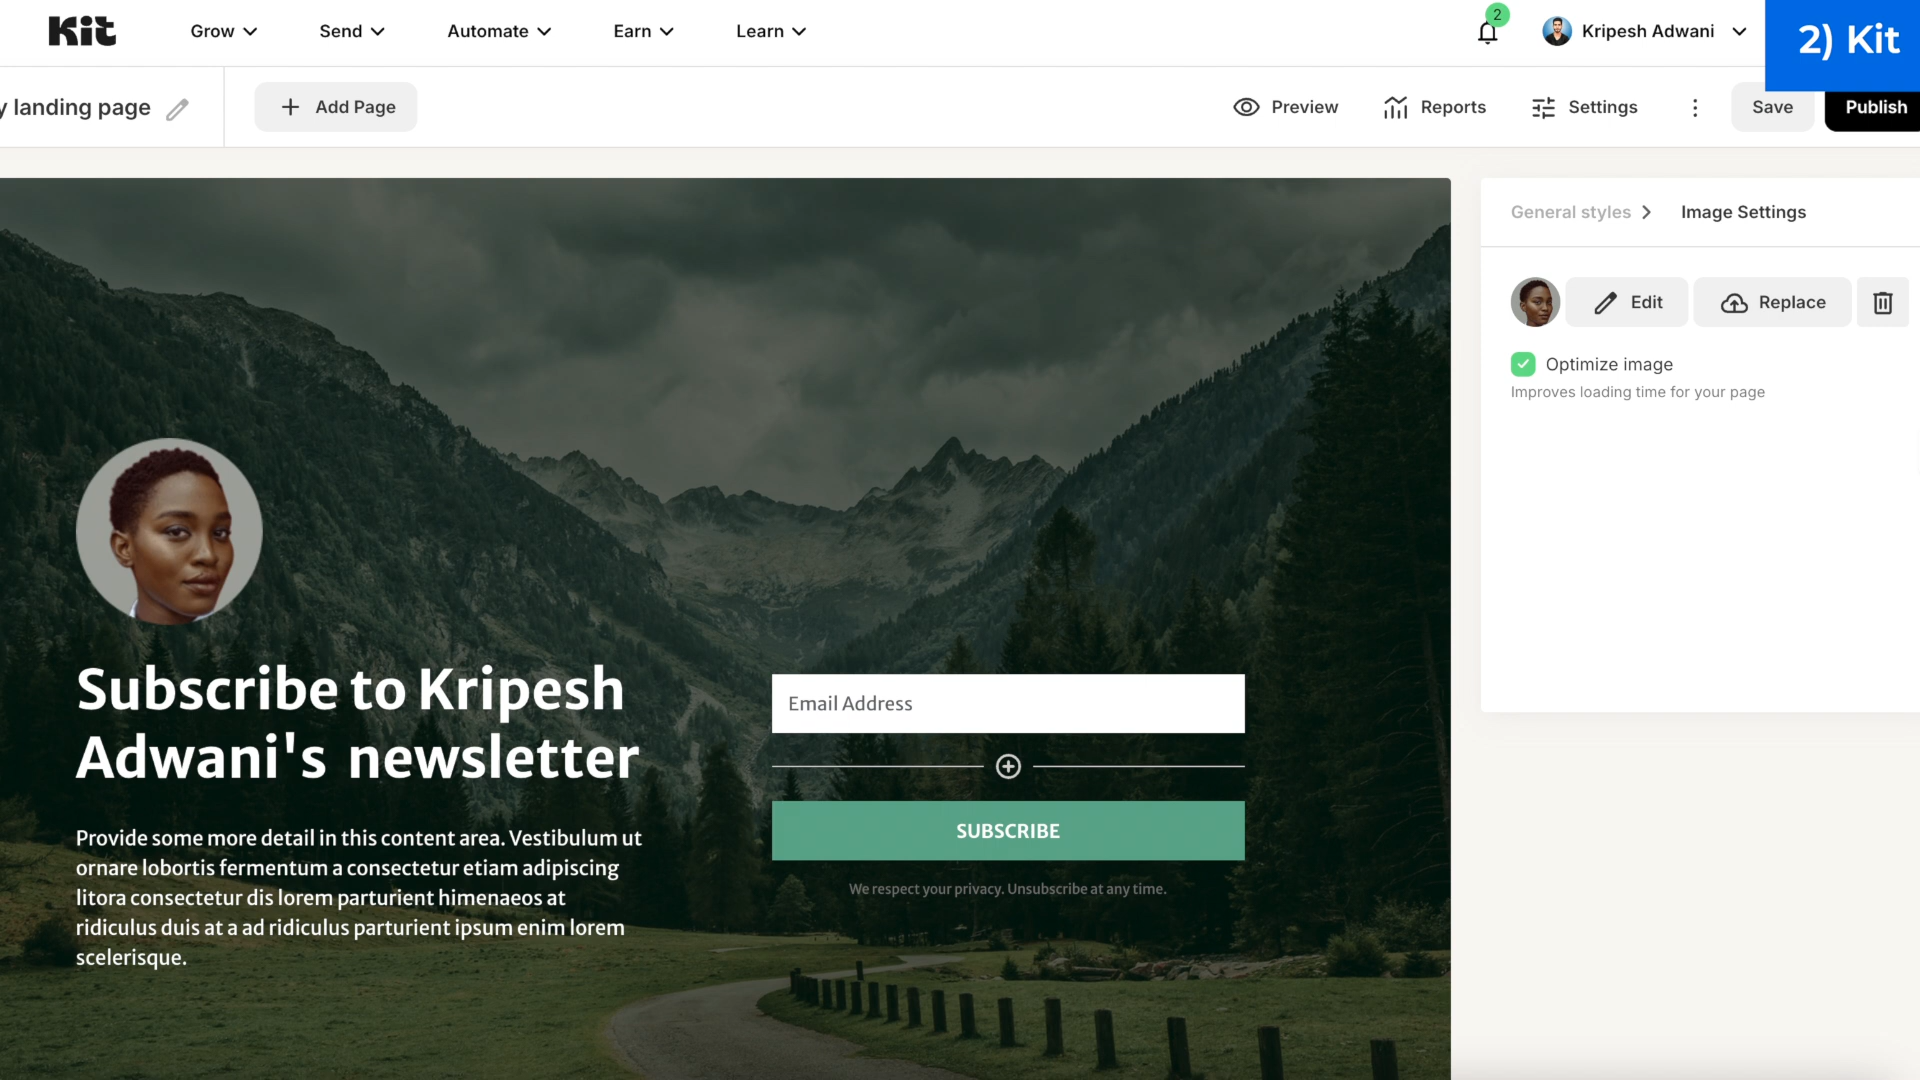 Kit
Grow
Send
Automate
Earn
Learn
2
Kripesh Adwani
2) Kit
y landing page
Add Page
Preview
Reports
Settings
Save
Publish
General styles
Image Settings
Edit
Replace
Optimize image
Improves loading time for your page
Subscribe to Kripesh
Adwani's newsletter
Provide some more detail in this content area. Vestibulum ut
ornare lobortis fermentum a consectetur etiam adipiscing
litora consectetur dis lorem parturient himenaeos at
ridiculus duis at a ad ridiculus parturient ipsum enim lorem
scelerisque.
Email Address
SUBSCRIBE
We respect your privacy. Unsubscribe at any time.